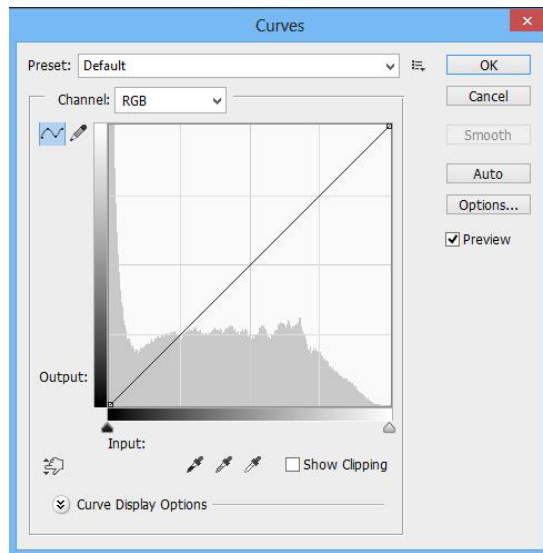 Curves
Preset: Default
OK
Channel: RGB
Cancel
Smooth
Auto
Options...
Preview
Output:
Input:
Show Clipping
Curve Display Options